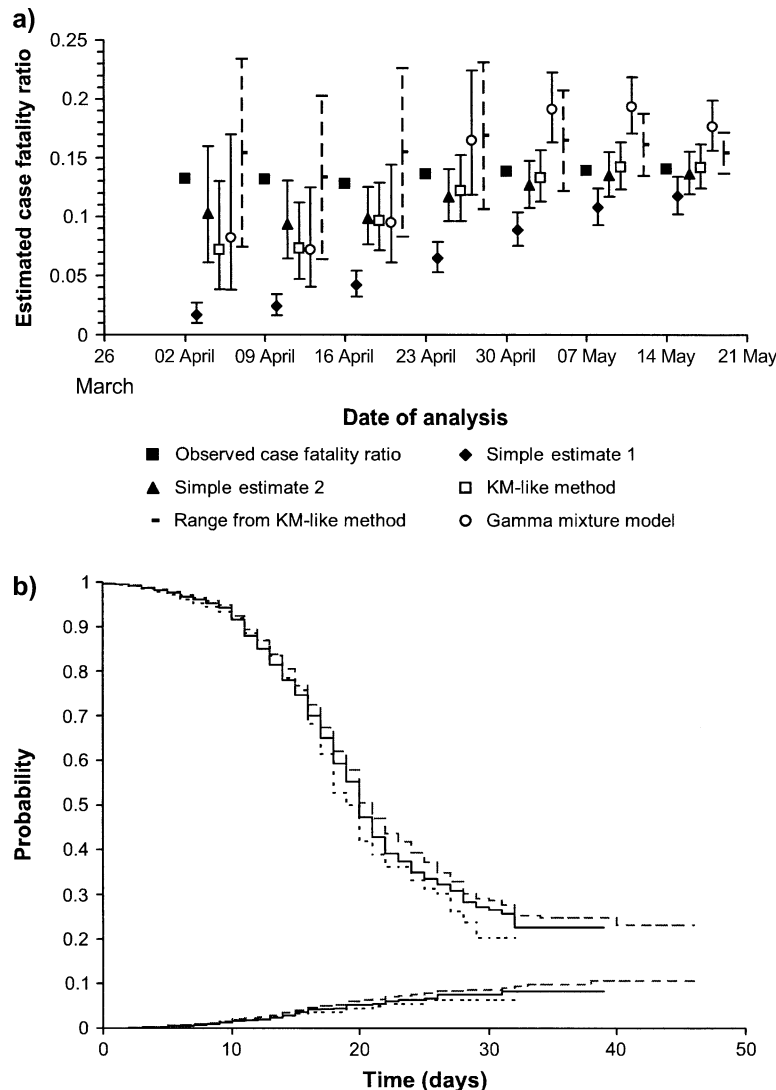 a)
0.25
0.2
0.15
0.1
0.05
0
Estimated case fatality ratio
26 02 April 09 April 16 April 23 April 30 April 07 May 14 May 21 May
March
Date of analysis
Observed case fatality ratio Simple estimate 1
Simple estimate 2 KM-like method
Range from KM-like method Gamma mixture model
b)
1
0.9
0.8
0.7
0.6
0.5
0.4
0.3
0.2
0.1
0
Probability
0 10 20 30 40 50
Time (days)